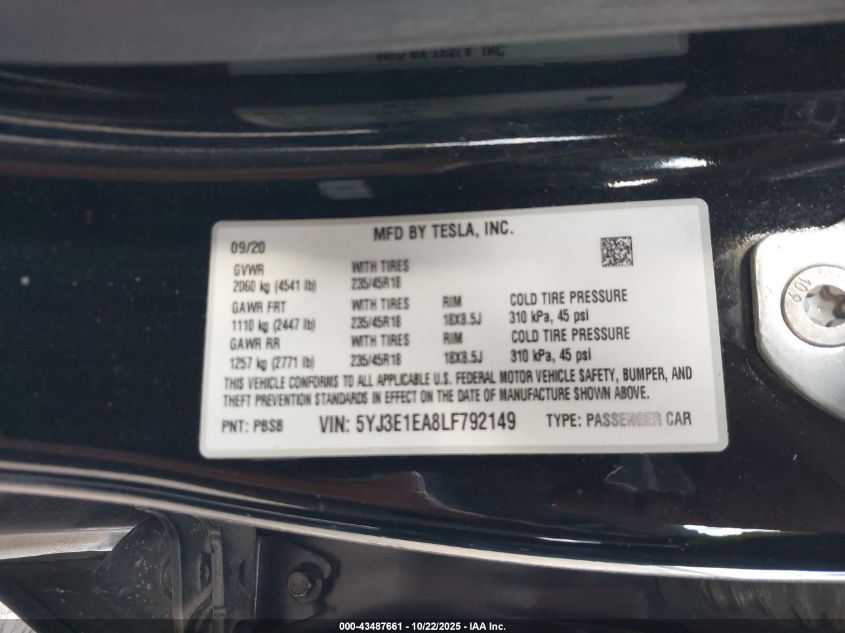 MFD BY TESLA, INC.
09/20
GVWR WITH TIRES
2060 kg (4541 lb) 235/45R18
GAWR FRT WITH TIRES RIM COLD TIRE PRESSURE
1110 kg (2447 lb) 235/45R18 18X8.5J 310 kPa, 45 psi
GAWR RR WITH TIRES RIM COLD TIRE PRESSURE
1257 kg (2771 lb) 235/45R18 18X8.5J 310 kPa, 45 psi
THIS VEHICLE CONFORMS TO ALL U.S. FEDERAL MOTOR VEHICLE SAFETY, BUMPER, AND
THEFT PREVENTION STANDARDS IN EFFECT ON THE DATE OF MANUFACTURE SHOWN ABOVE.
PNT: PBSB VIN: 5YJ3E1EA8LF792149 TYPE: PASSENGER CAR
000-43487661 - 10/22/2025 - IAA Inc.